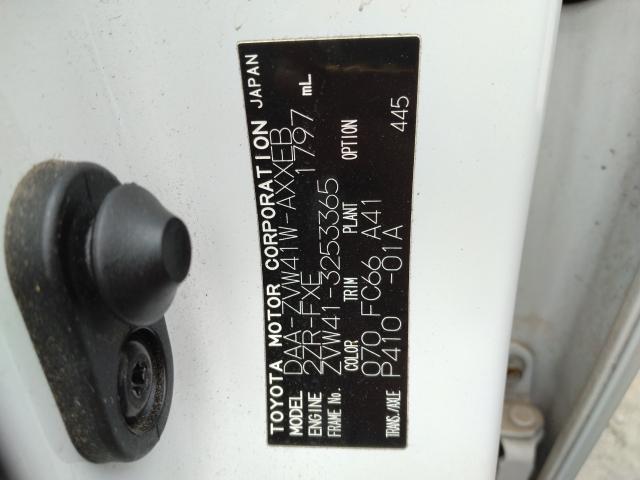 TOYOTA MOTOR CORPORATION JAPAN
MODEL DAA-ZVW41W-AXXEB
ENGINE 2ZR-FXE 1797 mL
FRAME No. ZVW41-3253365
COLOR TRIM PLANT OPTION
070 FC66 A41
TRANS./AXLE P410 -01A 445